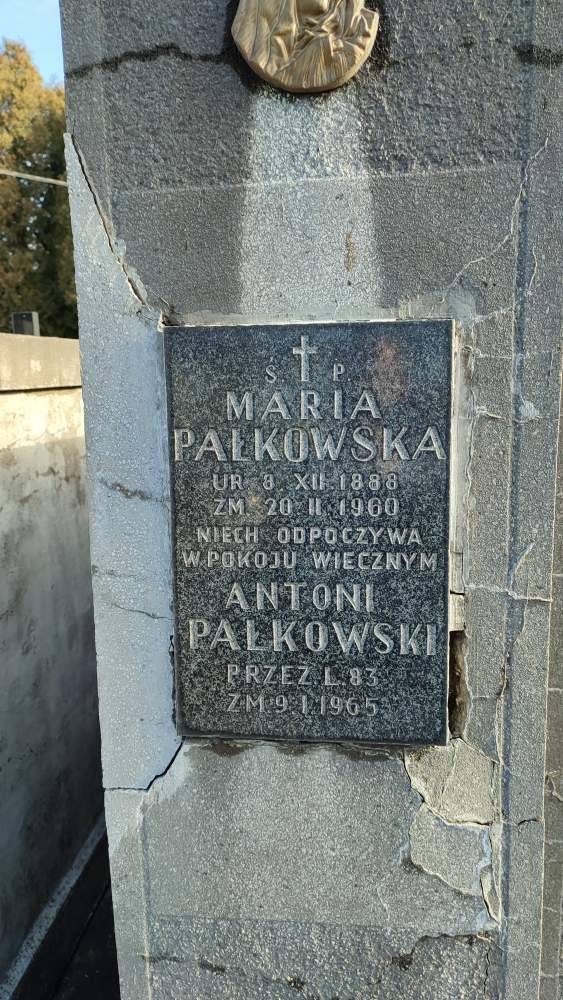 Ś P
MARIA
PAŁKOWSKA
UR 8 XII 1888
ZM 20 II 1960
NIECH ODPOCZYWA
W.POKOJU WIECZNYM
ANTONI
PAŁKOWSKI
PRZEŻ L.83
ZM 9 I.1965